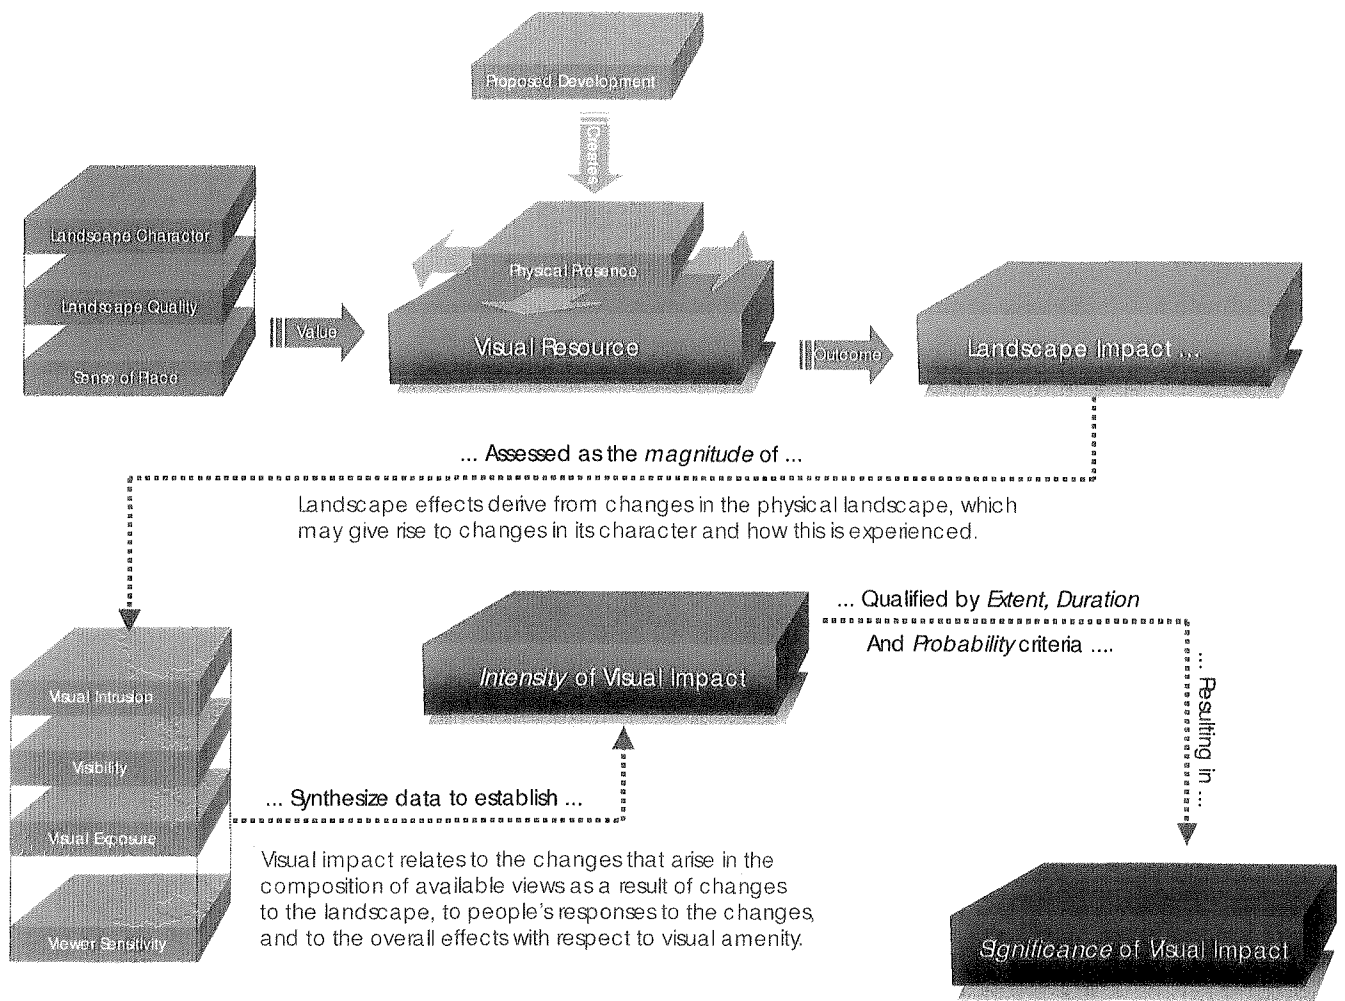 Proposed Development
Creates
Landscape Character
Landscape Quality
Sense of Place
Value
Physical Presence
Visual Resource
Outcome
Landscape Impact ...
... Assessed as the magnitude of ...
Landscape effects derive from changes in the physical landscape, which
may give rise to changes in its character and how this is experienced.
Visual Intrusion
Visibility
Visual Exposure
Viewer Sensitivity
... Synthesize data to establish ...
Visual impact relates to the changes that arise in the
composition of available views as a result of changes
to the landscape, to people's responses to the changes,
and to the overall effects with respect to visual amenity.
Intensity of Visual Impact
... Qualified by Extent, Duration
And Probability criteria ....
... Resulting in ...
Significance of Visual Impact